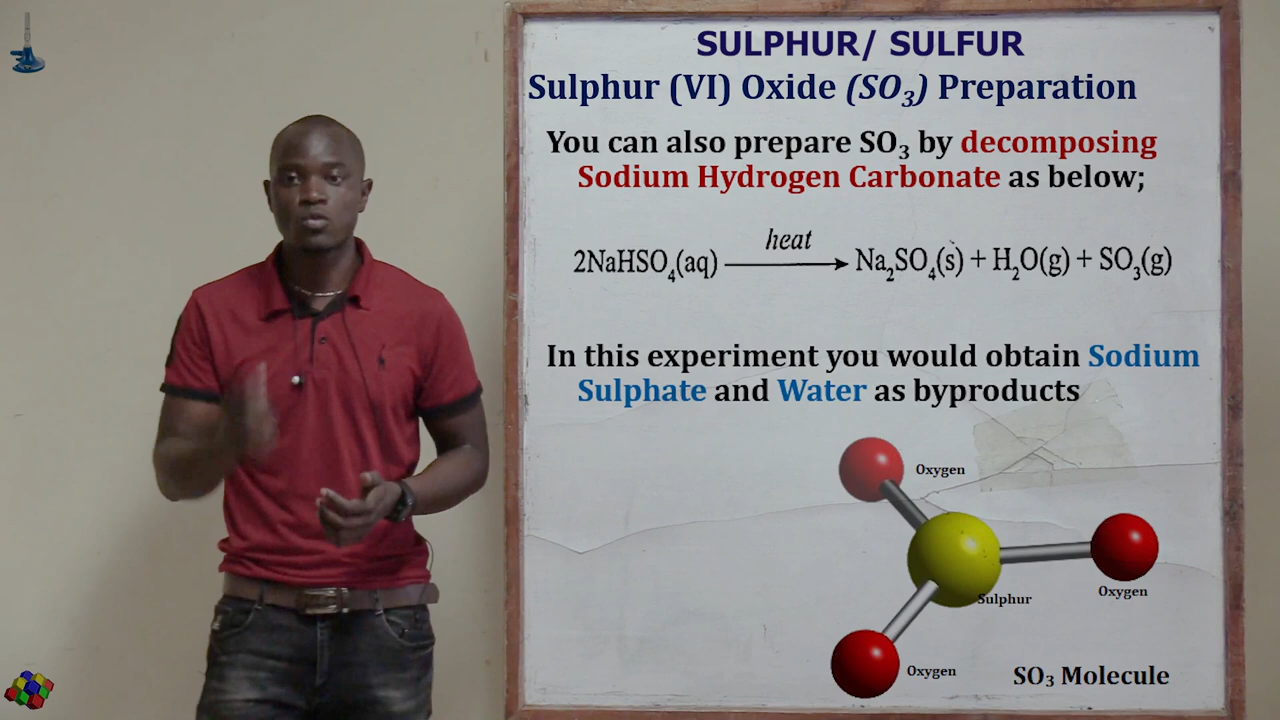 SULPHUR/ SULFUR
Sulphur (VI) Oxide (SO₃) Preparation
You can also prepare SO₃ by decomposing
Sodium Hydrogen Carbonate as below;
heat
2NaHSO₄(aq) ⟶ Na₂SO₄(s) + H₂O(g) + SO₃(g)
In this experiment you would obtain Sodium
Sulphate and Water as byproducts
Oxygen
Oxygen
Sulphur
Oxygen
SO₃ Molecule